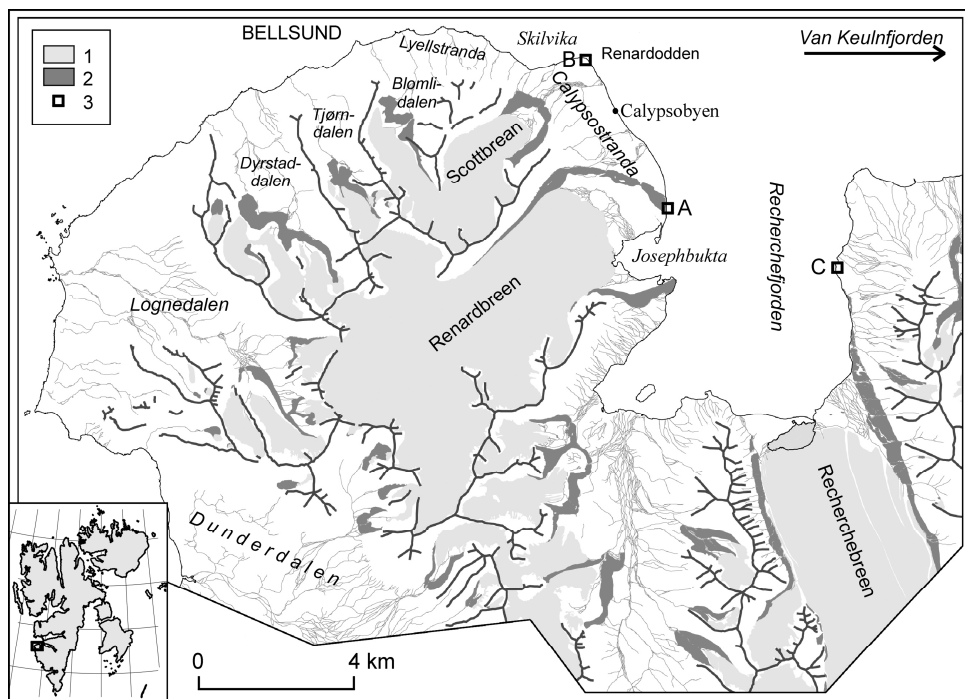 BELLSUND
Skilvika
Van Keulnfjorden
1
2
3
Lyellstranda
B
Renardodden
Blomli-
dalen
Calypsostranda
Calypsobyen
Tjørn-
dalen
Scottbrean
Dyrstad-
dalen
A
Recherchefjorden
Josephbukta
C
Lognedalen
Renardbreen
Recherchebreen
Dunderdalen
0
4 km